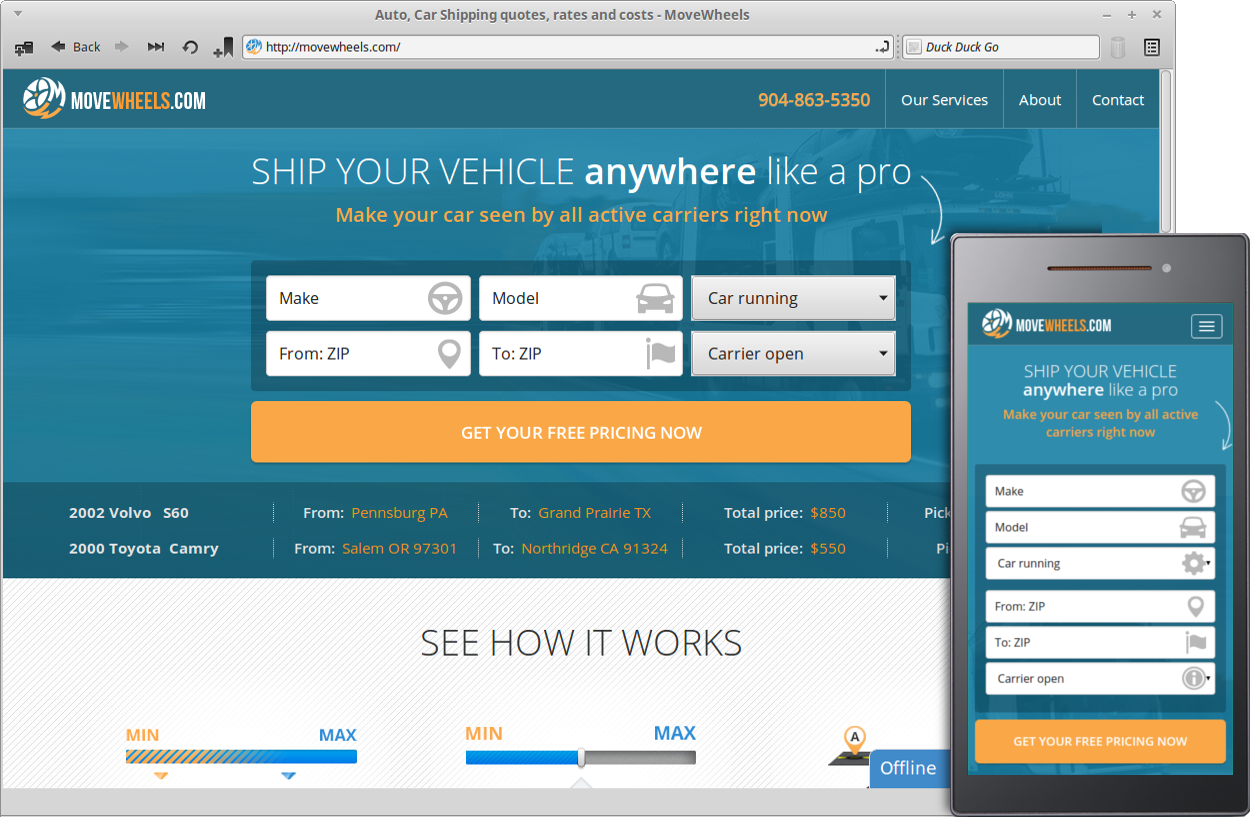 Auto, Car Shipping quotes, rates and costs - MoveWheels
Back
http://movewheels.com/
Duck Duck Go
MOVEWHEELS.COM
904-863-5350
Our Services
About
Contact
SHIP YOUR VEHICLE anywhere like a pro
Make your car seen by all active carriers right now
Make
Model
Car running
From: ZIP
To: ZIP
Carrier open
GET YOUR FREE PRICING NOW
2002 Volvo S60 From: Pennsburg PA To: Grand Prairie TX Total price: $850
2000 Toyota Camry From: Salem OR 97301 To: Northridge CA 91324 Total price: $550
SEE HOW IT WORKS
MIN MAX
MIN MAX
A
Offline
MOVEWHEELS.COM
SHIP YOUR VEHICLE
anywhere like a pro
Make your car seen by all active
carriers right now
Make
Model
Car running
From: ZIP
To: ZIP
Carrier open
GET YOUR FREE PRICING NOW